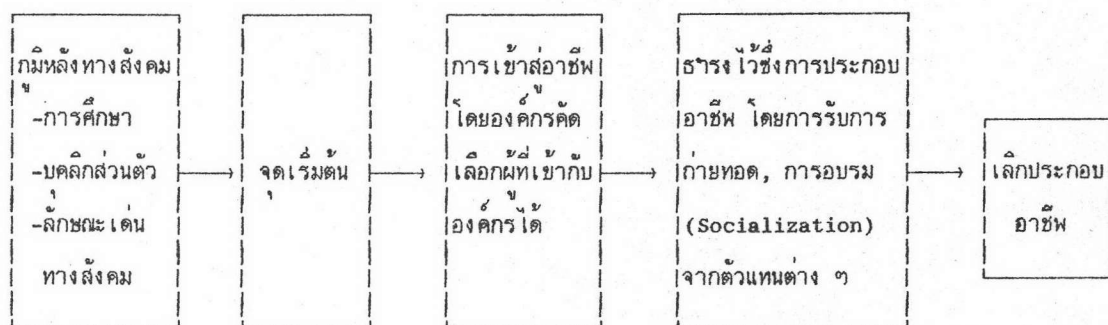 ภูมิหลังทางสังคม
-การศึกษา
-บุคลิกส่วนตัว
-ลักษณะเด่น
ทางสังคม
จุดเริ่มต้น
การเข้าสู่อาชีพ
โดยองค์กรคัด
เลือกผู้ที่เข้ากับ
องค์กรได้
ธำรงไว้ซึ่งการประกอบ
อาชีพ โดยการรับการ
ถ่ายทอด, การอบรม
(Socialization)
จากตัวแทนต่าง ๆ
เลิกประกอบ
อาชีพ